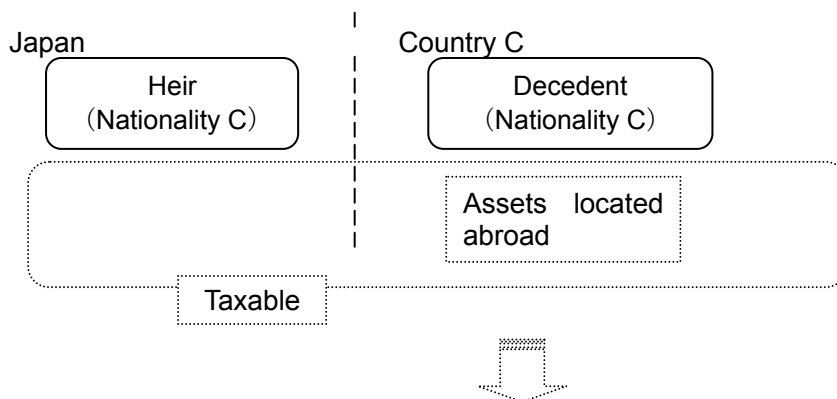 Japan
Country C
Heir
（Nationality C）
Decedent
（Nationality C）
Assets located
abroad
Taxable